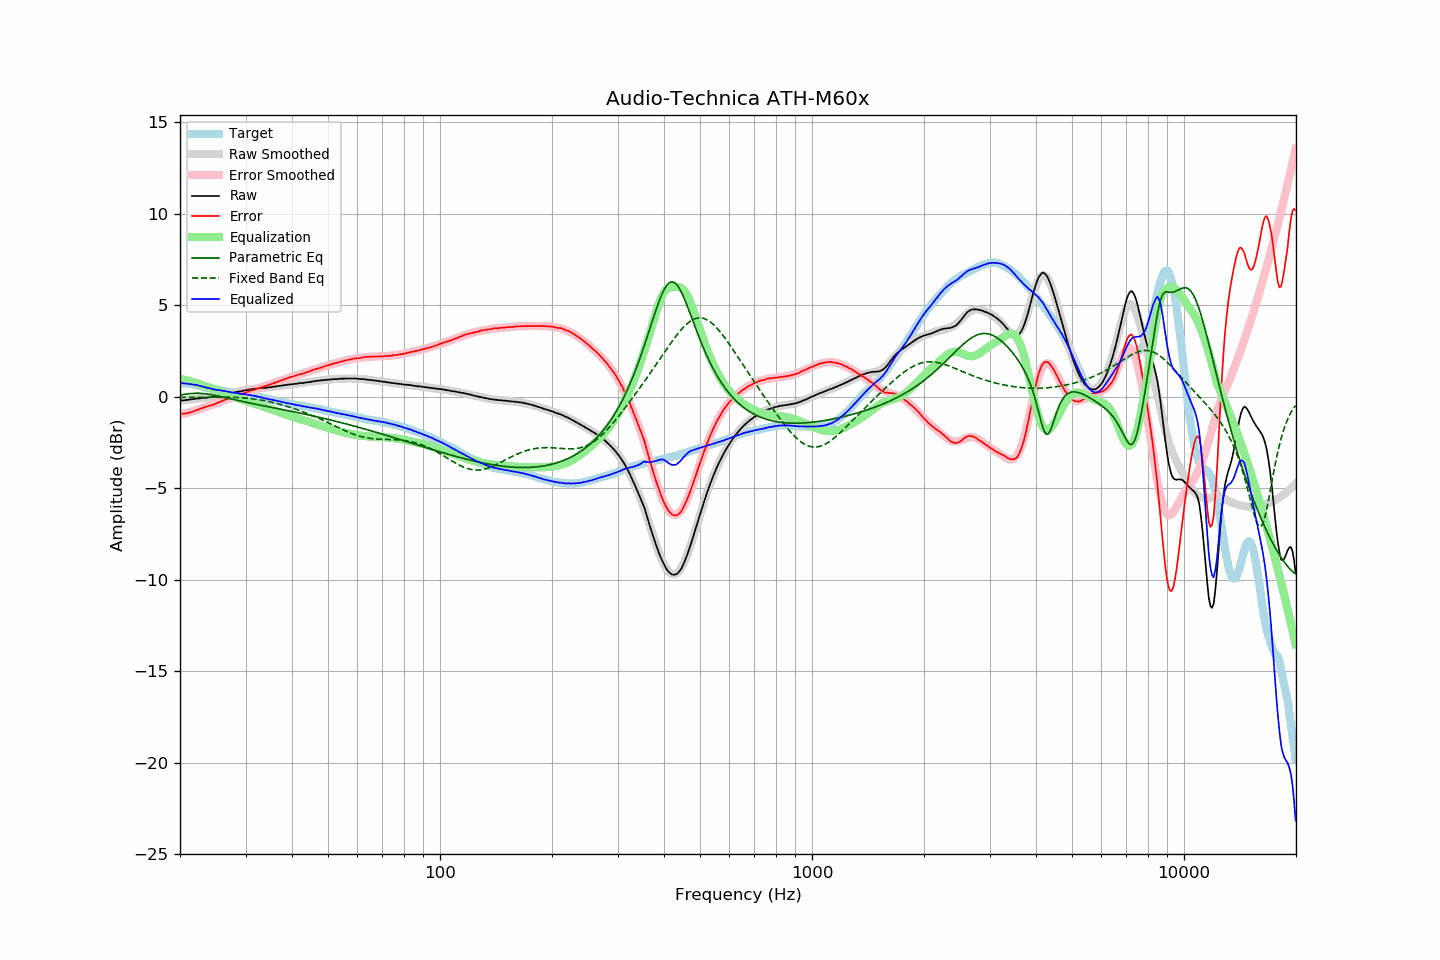 Audio-Technica ATH-M60x
Target
Raw Smoothed
Error Smoothed
Raw
Error
Equalization
Parametric Eq
Fixed Band Eq
Equalized
15
10
5
0
−5
−10
−15
−20
−25
Amplitude (dBr)
100
1000
10000
Frequency (Hz)